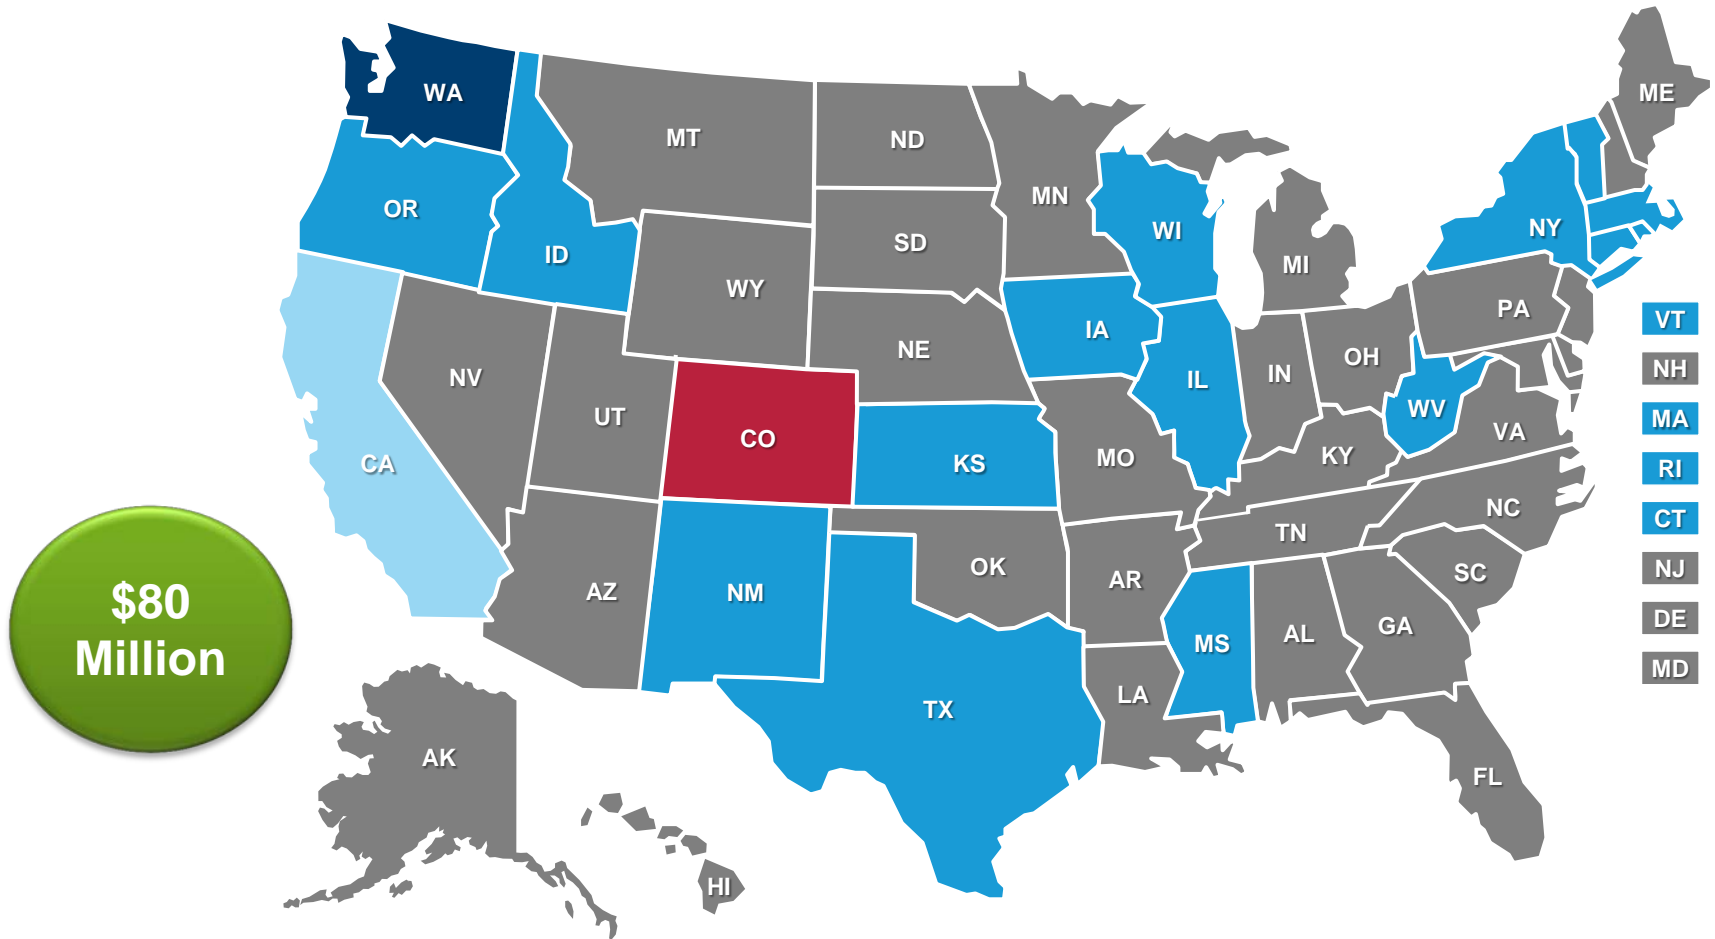 WA
MT
ND
MN
ME
OR
ID
WY
SD
WI
MI
NY
NV
UT
NE
IA
IL
IN
OH
PA
WV
VA
CA
CO
KS
MO
KY
NC
TN
AZ
NM
OK
AR
SC
MS
AL
GA
TX
LA
FL
AK
HI
VT
NH
MA
RI
CT
NJ
DE
MD
$80
Million